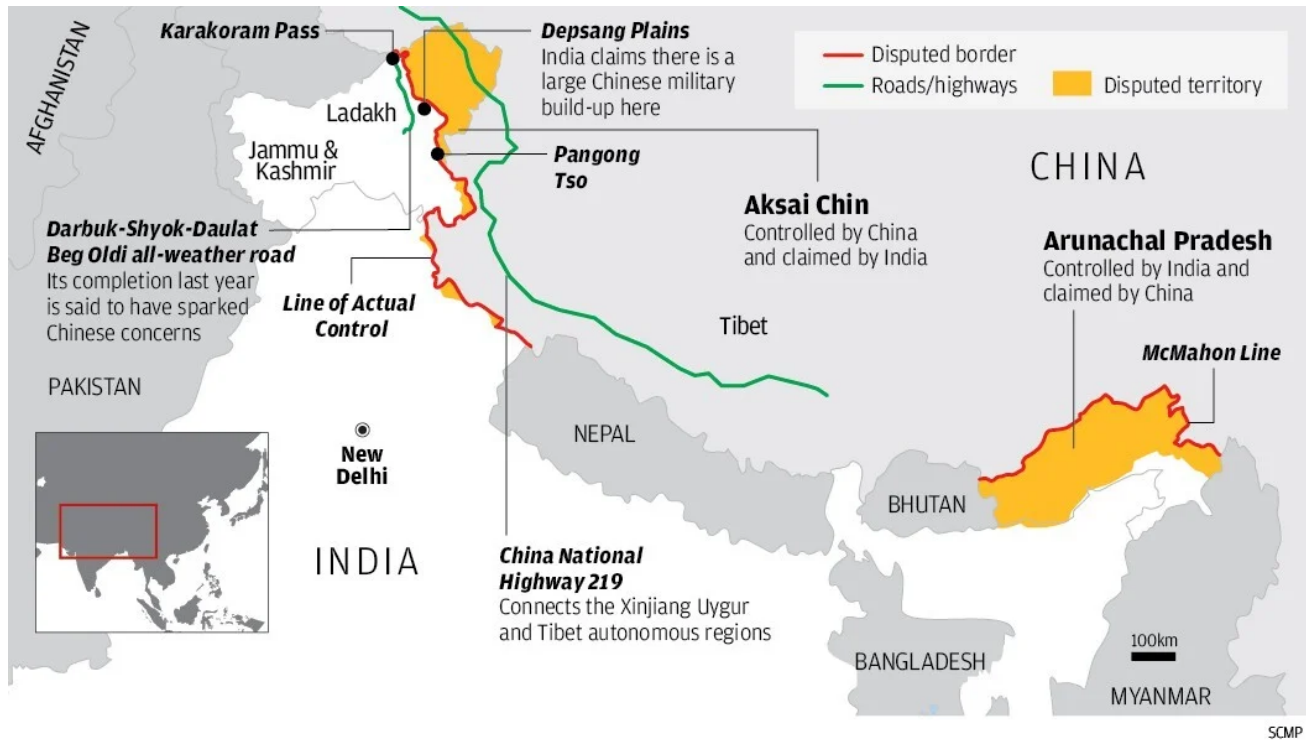 AFGHANISTAN
Karakoram Pass
Depsang Plains
India claims there is a
large Chinese military
build-up here
Disputed border
Roads/highways
Disputed territory
Ladakh
Jammu &
Kashmir
Pangong
Tso
CHINA
Aksai Chin
Controlled by China
and claimed by India
Darbuk-Shyok-Daulat
Beg Oldi all-weather road
Its completion last year
is said to have sparked
Chinese concerns
Arunachal Pradesh
Controlled by India and
claimed by China
Line of Actual
Control
Tibet
McMahon Line
PAKISTAN
New
Delhi
NEPAL
BHUTAN
INDIA
China National
Highway 219
Connects the Xinjiang Uygur
and Tibet autonomous regions
BANGLADESH
100km
MYANMAR
SCMP